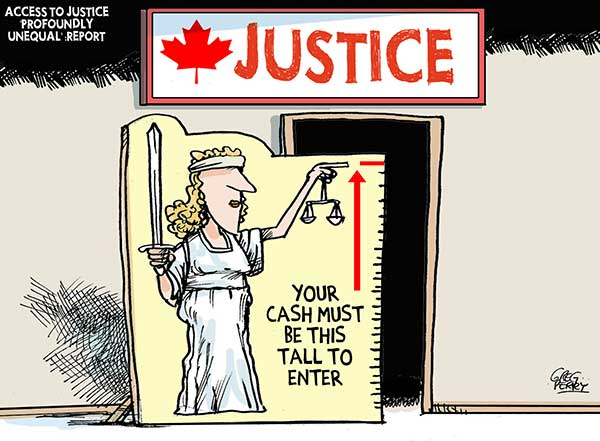 ACCESS TO JUSTICE
'PROFOUNDLY
UNEQUAL': REPORT
JUSTICE
YOUR
CASH MUST
BE THIS
TALL TO
ENTER
GREG
PERRY